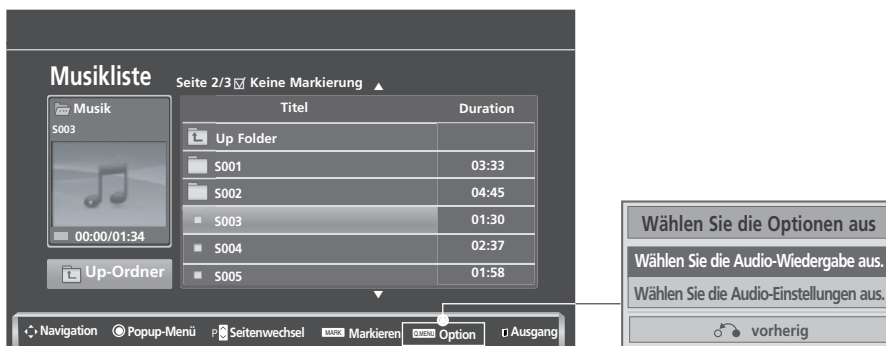 Musikliste
Seite 2/3 Keine Markierung
Musik
S003
00:00/01:34
Up-Ordner
Titel Duration
Up Folder
S001 03:33
S002 04:45
S003 01:30
S004 02:37
S005 01:58
Navigation Popup-Menü P Seitenwechsel MARK Markieren Q.MENU Option Ausgang
Wählen Sie die Optionen aus
Wählen Sie die Audio-Wiedergabe aus.
Wählen Sie die Audio-Einstellungen aus.
vorherig